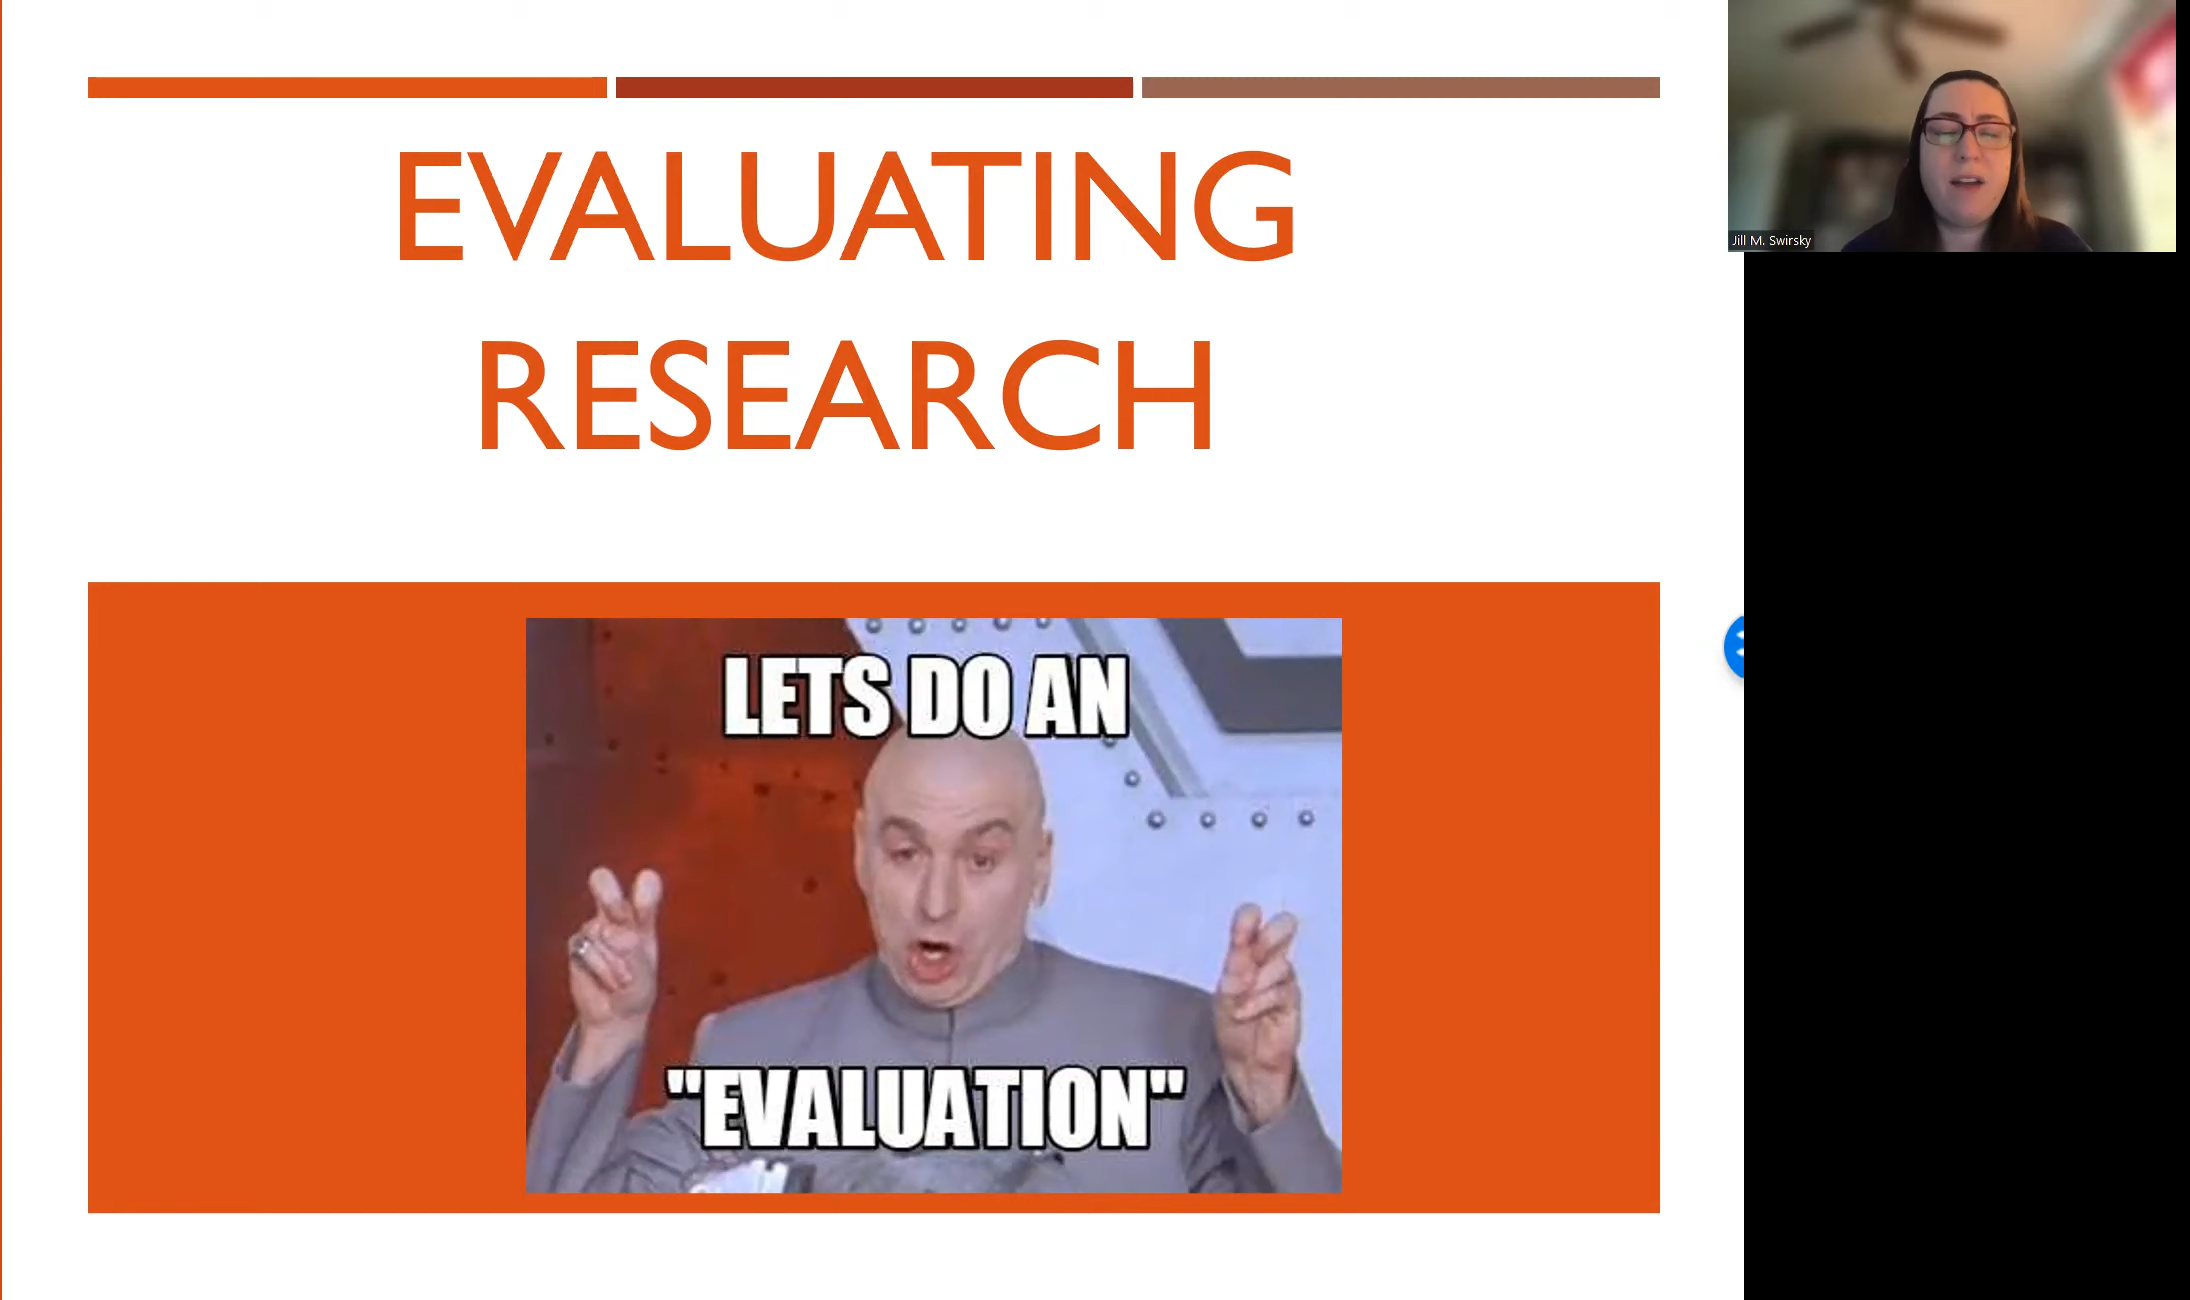 EVALUATING
RESEARCH
LETS DO AN
"EVALUATION"
Jill M. Swirsky